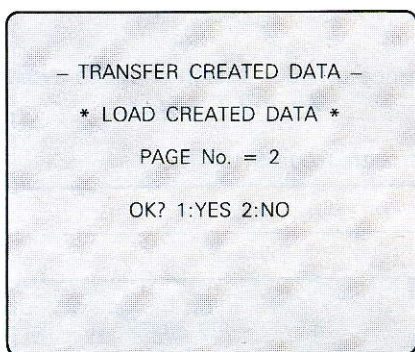 – TRANSFER CREATED DATA –
* LOAD CREATED DATA *
PAGE No. = 2
OK? 1:YES 2:NO